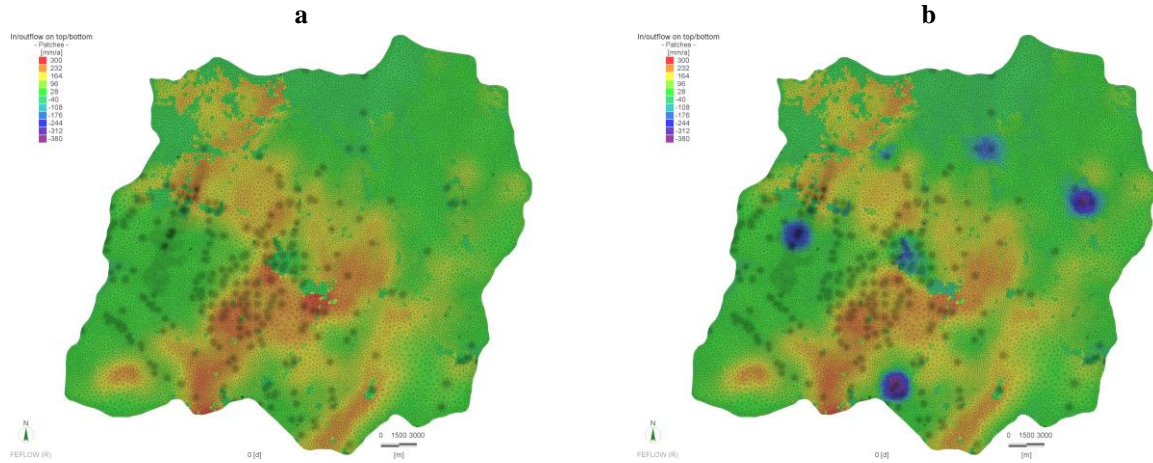 a
In/outflow on top/bottom
- Patches -
[mm/a]
300
232
164
96
28
-40
-108
-176
-244
-312
-380
N
FEFLOW (R)
0 [d]
0 1500 3000
[m]
b
In/outflow on top/bottom
- Patches -
[mm/a]
300
232
164
96
28
-40
-108
-176
-244
-312
-380
N
FEFLOW (R)
0 [d]
0 1500 3000
[m]